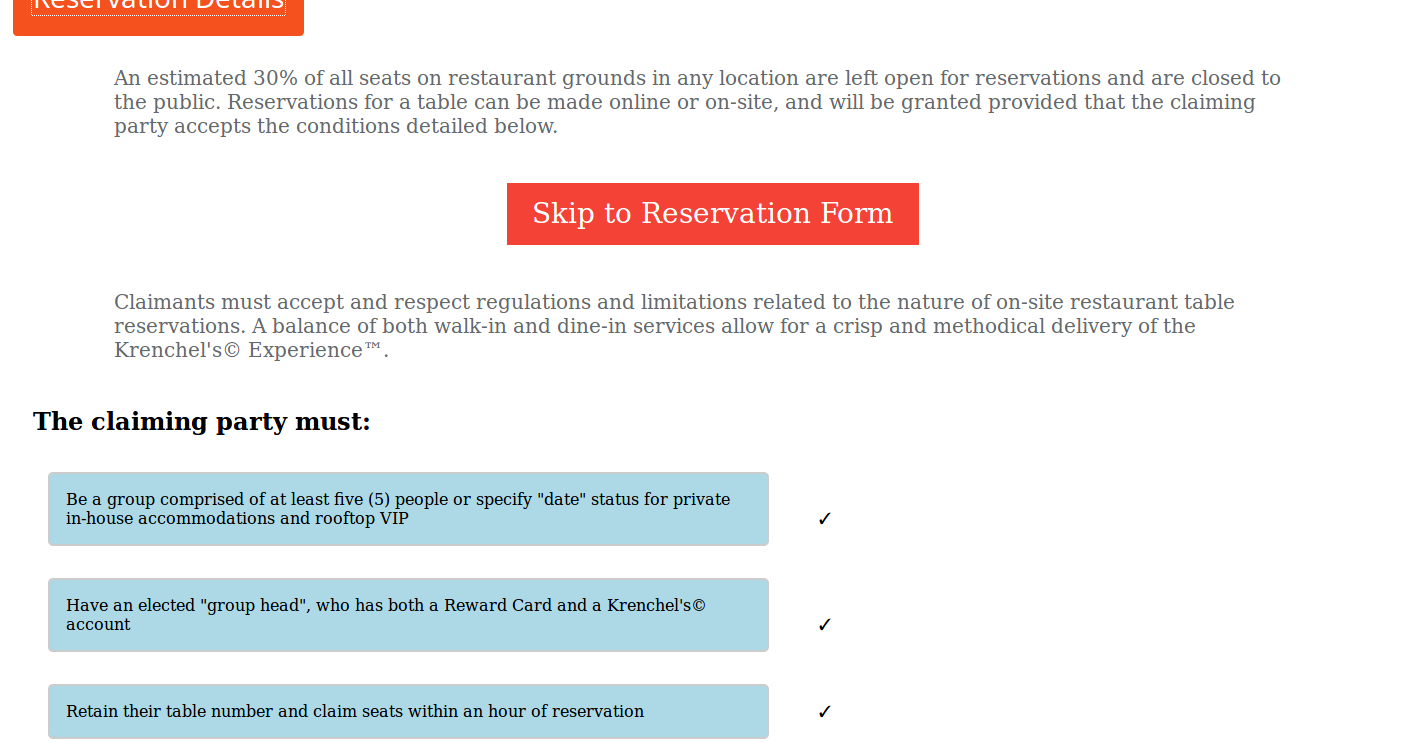 Reservation Details
An estimated 30% of all seats on restaurant grounds in any location are left open for reservations and are closed to
the public. Reservations for a table can be made online or on-site, and will be granted provided that the claiming
party accepts the conditions detailed below.
Skip to Reservation Form
Claimants must accept and respect regulations and limitations related to the nature of on-site restaurant table
reservations. A balance of both walk-in and dine-in services allow for a crisp and methodical delivery of the
Krenchel's© Experience™.
The claiming party must:
Be a group comprised of at least five (5) people or specify "date" status for private
in-house accommodations and rooftop VIP
✓
Have an elected "group head", who has both a Reward Card and a Krenchel's©
account
✓
Retain their table number and claim seats within an hour of reservation
✓